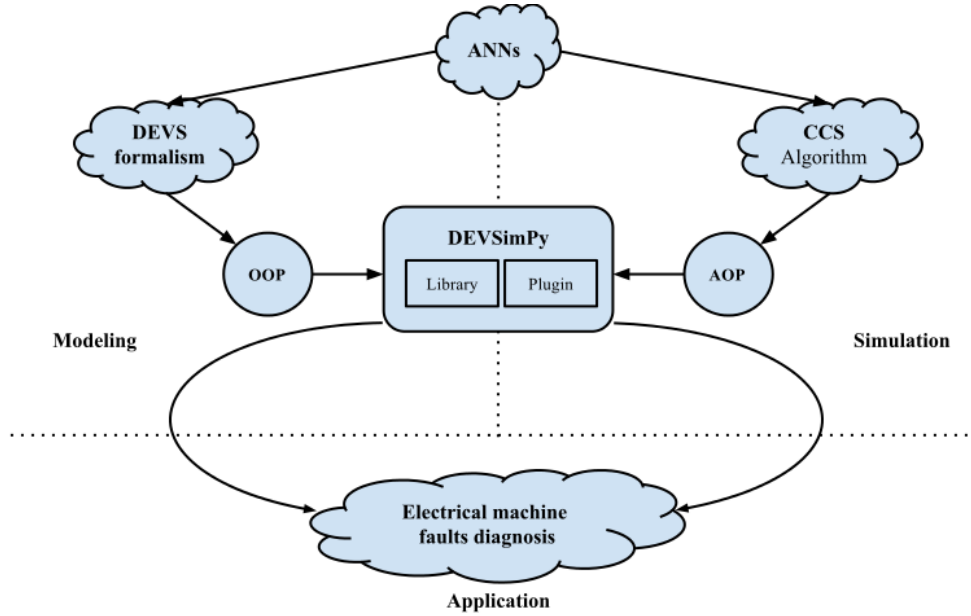 ANNs
DEVS
formalism
CCS
Algorithm
DEVSimPy
OOP
Library
Plugin
AOP
Modeling
Simulation
Electrical machine
faults diagnosis
Application